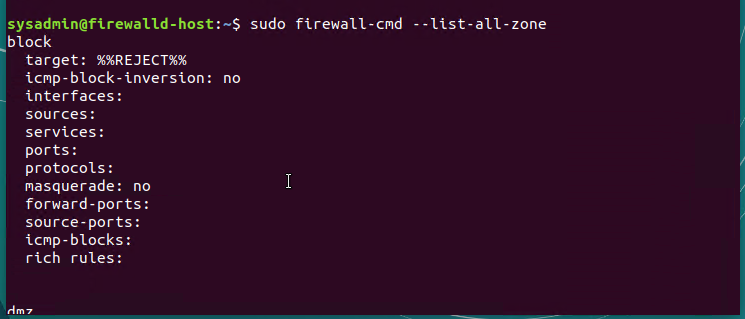 sysadmin@firewalld-host:~$ sudo firewall-cmd --list-all-zone
block
  target: %%REJECT%%
  icmp-block-inversion: no
  interfaces:
  sources:
  services:
  ports:
  protocols:
  masquerade: no
  forward-ports:
  source-ports:
  icmp-blocks:
  rich rules:
dmz